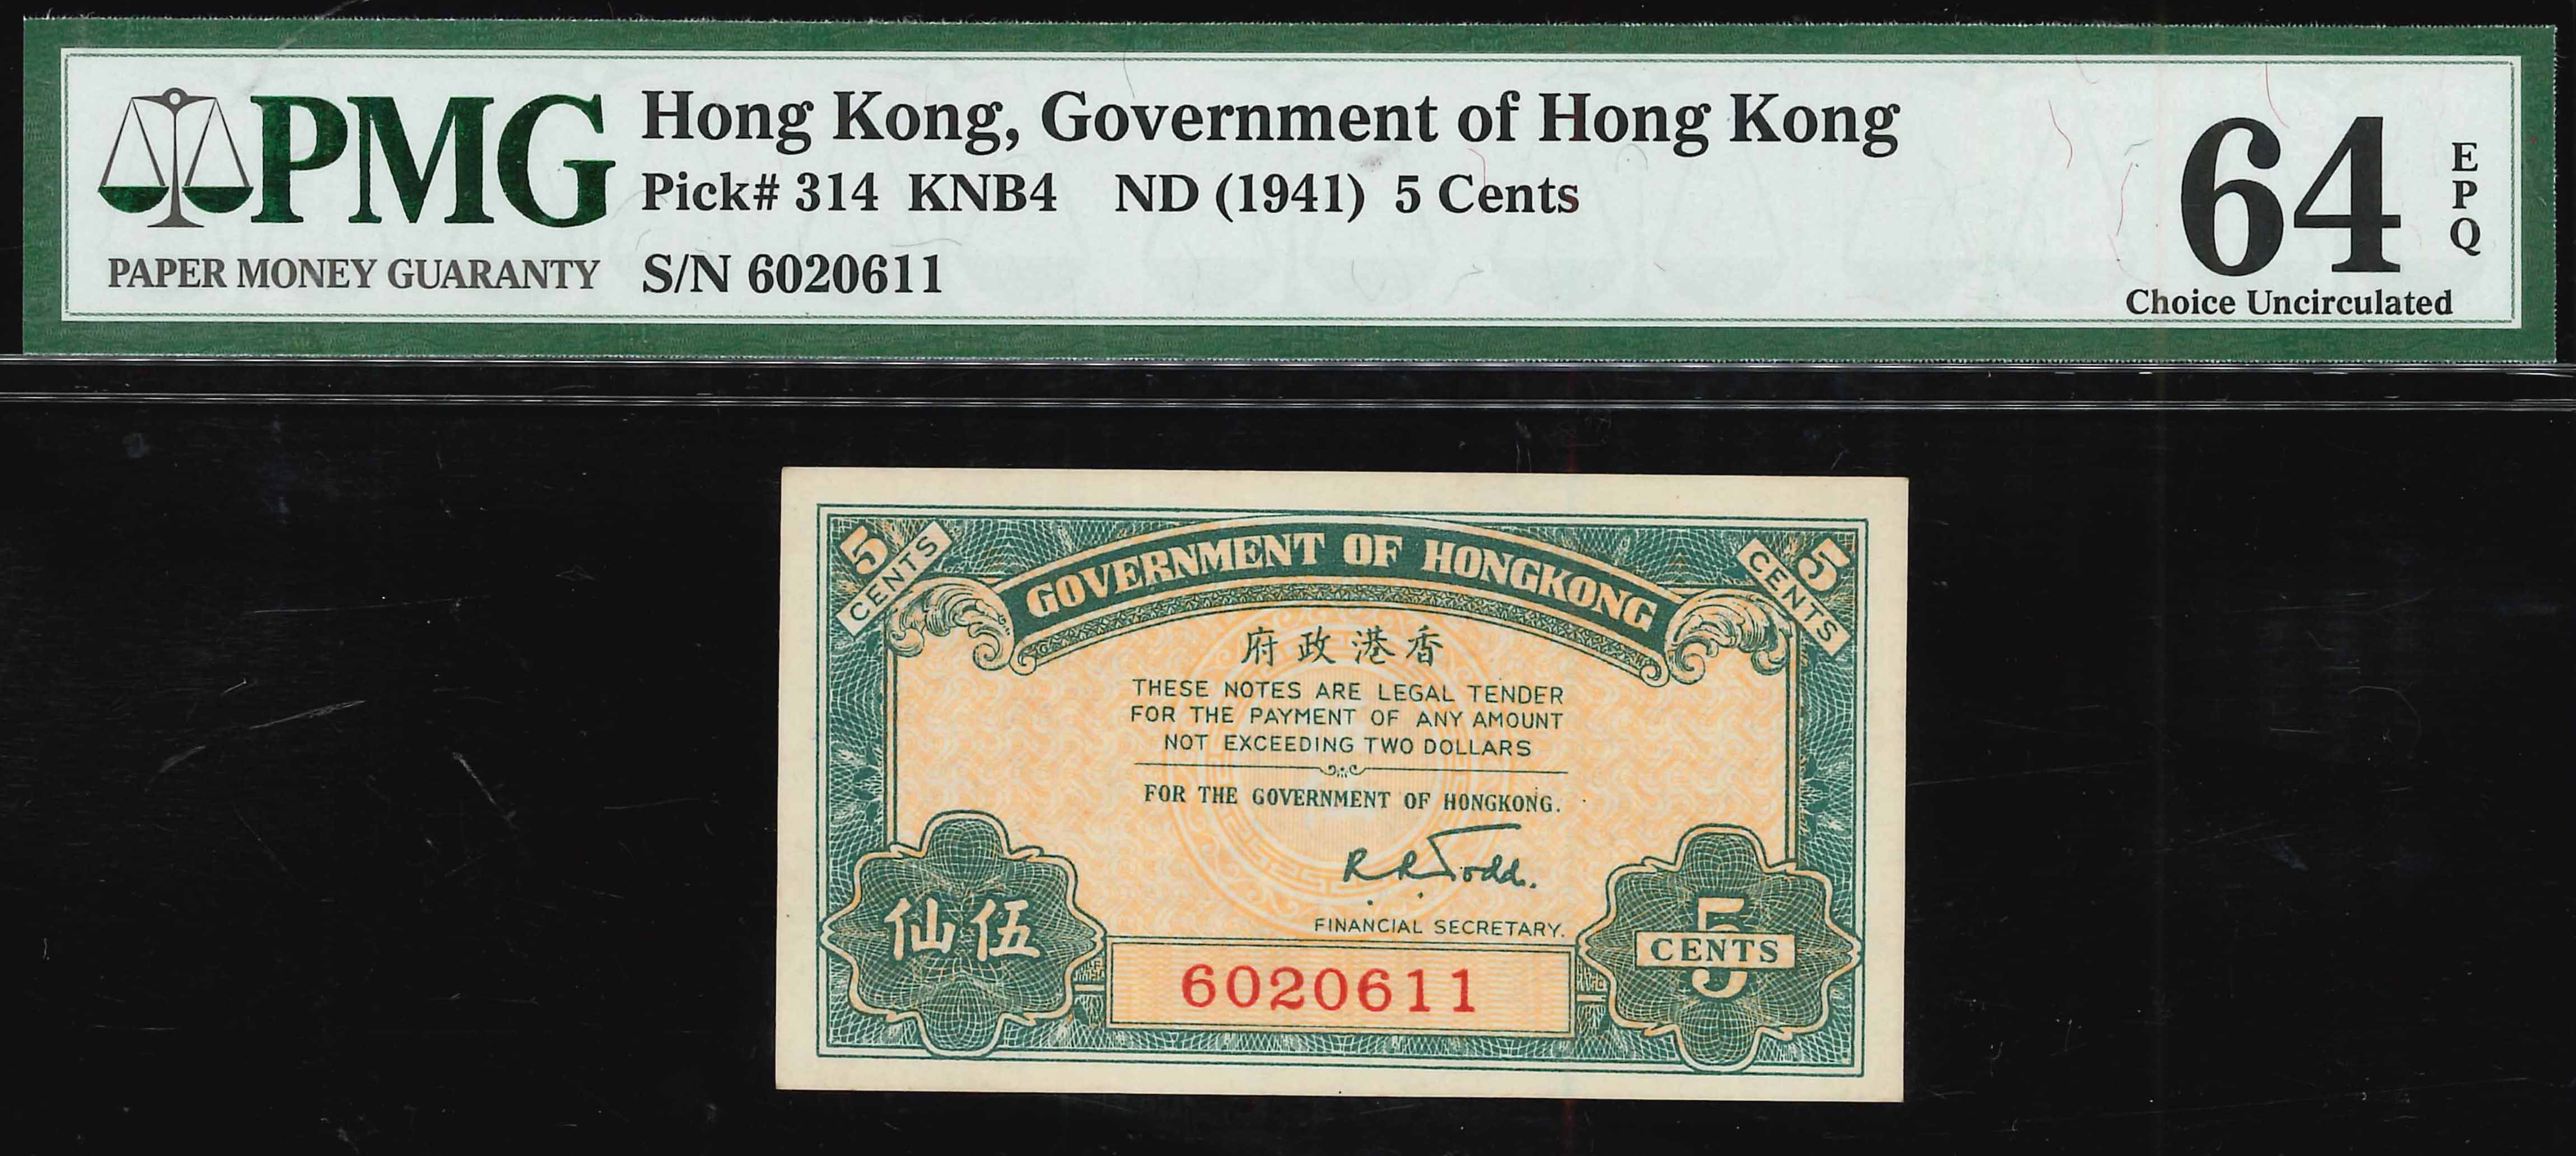 PMG
PAPER MONEY GUARANTY
Hong Kong, Government of Hong Kong
Pick# 314 KNB4 ND (1941) 5 Cents
S/N 6020611
64
EPQ
Choice Uncirculated
5 CENTS
GOVERNMENT OF HONGKONG
5 CENTS
府政港香
THESE NOTES ARE LEGAL TENDER
FOR THE PAYMENT OF ANY AMOUNT
NOT EXCEEDING TWO DOLLARS
FOR THE GOVERNMENT OF HONGKONG.
R R Todd.
FINANCIAL SECRETARY.
仙伍
5 CENTS
6020611